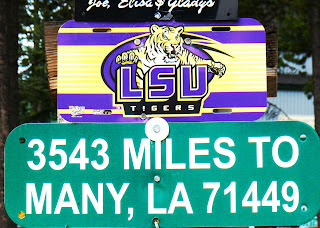 Joe, Elisa & Gladys
LSU
TIGERS
3543 MILES TO
MANY, LA 71449